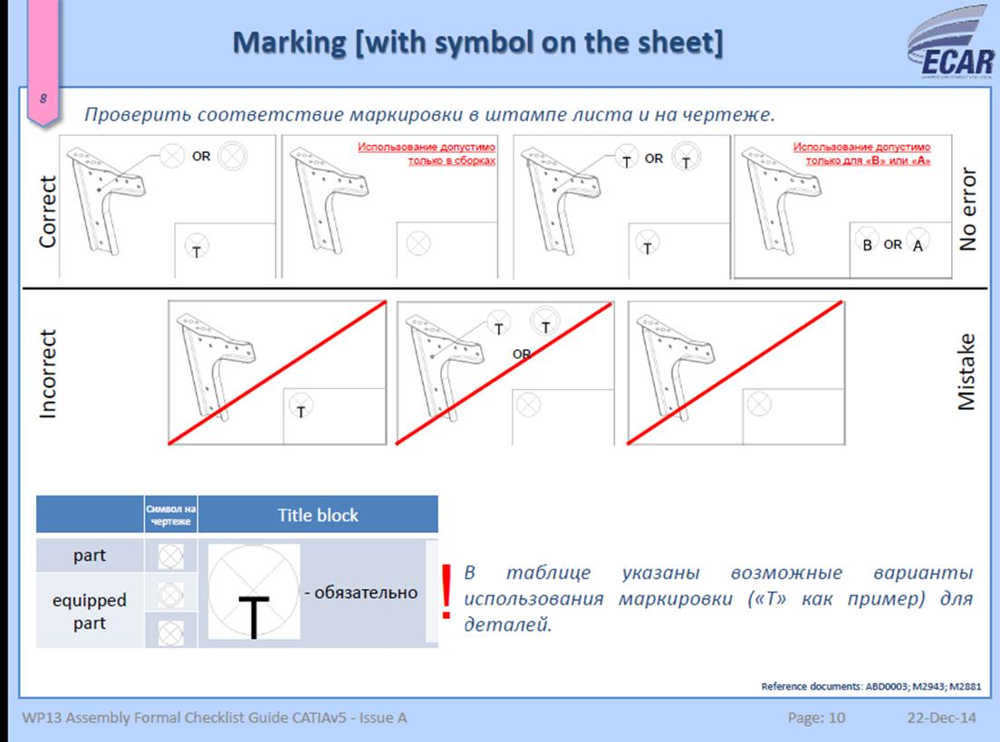 Marking [with symbol on the sheet]
ECAR
8
Проверить соответствие маркировки в штампе листа и на чертеже.
Correct
OR
T
Использование допустимо
только в сборках
T OR T
T
Использование допустимо
только для «В» или «А»
B OR A
No error
Incorrect
T
T T
OR
Mistake
Символ на
чертеже
Title block
part
equipped
part
T - обязательно
!
В таблице указаны возможные варианты
использования маркировки («Т» как пример) для
деталей.
Reference documents: ABD0003; M2943; M2881
WP13 Assembly Formal Checklist Guide CATIAv5 - Issue A
Page: 10
22-Dec-14